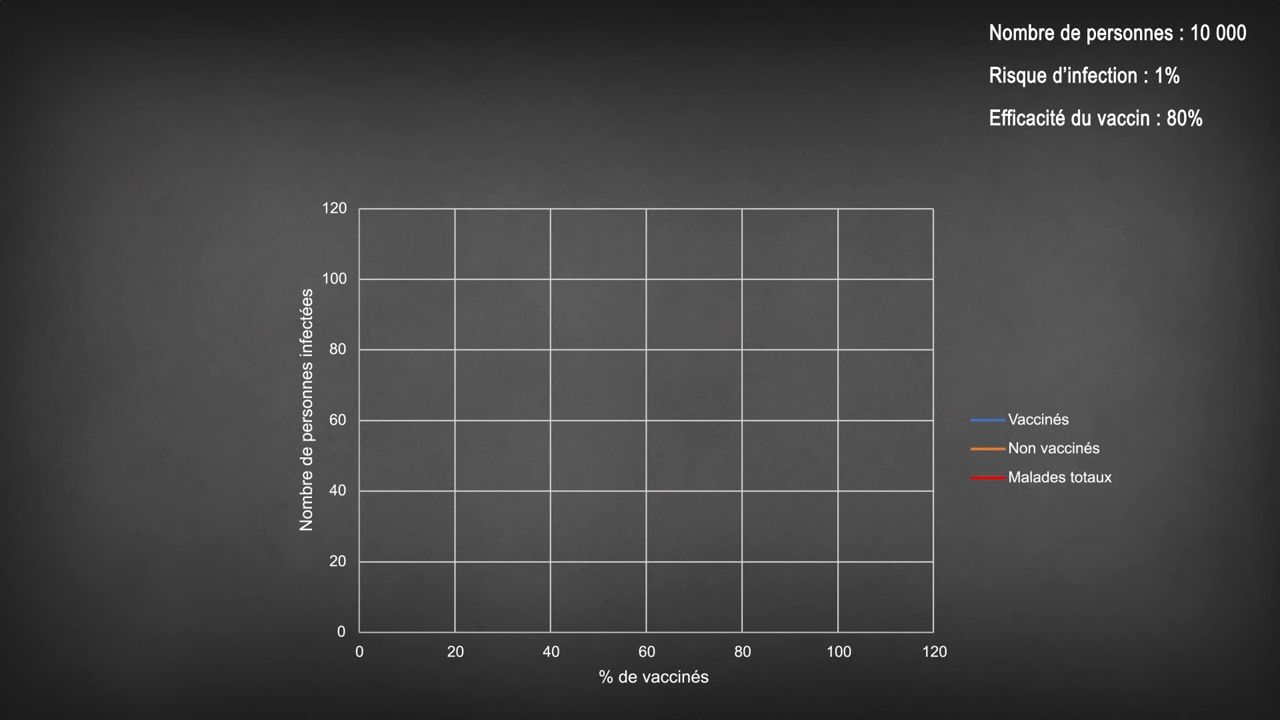 Nombre de personnes : 10 000
Risque d'infection : 1%
Efficacité du vaccin : 80%
120
100
80
60
40
20
0
Nombre de personnes infectées
0 20 40 60 80 100 120
% de vaccinés
Vaccinés
Non vaccinés
Malades totaux